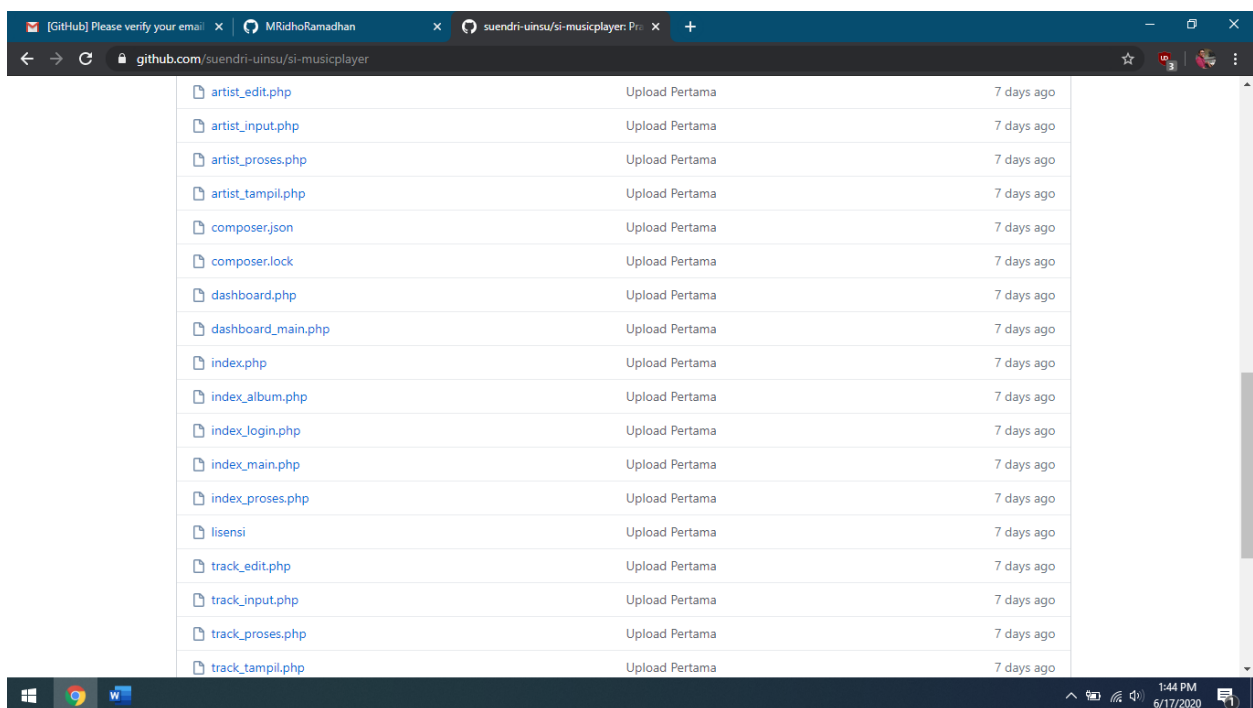 [GitHub] Please verify your email
MRidhoRamadhan
suendri-uinsu/si-musicplayer: Pra
github.com/suendri-uinsu/si-musicplayer
3
artist_edit.php Upload Pertama 7 days ago
artist_input.php Upload Pertama 7 days ago
artist_proses.php Upload Pertama 7 days ago
artist_tampil.php Upload Pertama 7 days ago
composer.json Upload Pertama 7 days ago
composer.lock Upload Pertama 7 days ago
dashboard.php Upload Pertama 7 days ago
dashboard_main.php Upload Pertama 7 days ago
index.php Upload Pertama 7 days ago
index_album.php Upload Pertama 7 days ago
index_login.php Upload Pertama 7 days ago
index_main.php Upload Pertama 7 days ago
index_proses.php Upload Pertama 7 days ago
lisensi Upload Pertama 7 days ago
track_edit.php Upload Pertama 7 days ago
track_input.php Upload Pertama 7 days ago
track_proses.php Upload Pertama 7 days ago
track_tampil.php Upload Pertama 7 days ago
W
1:44 PM
6/17/2020
1